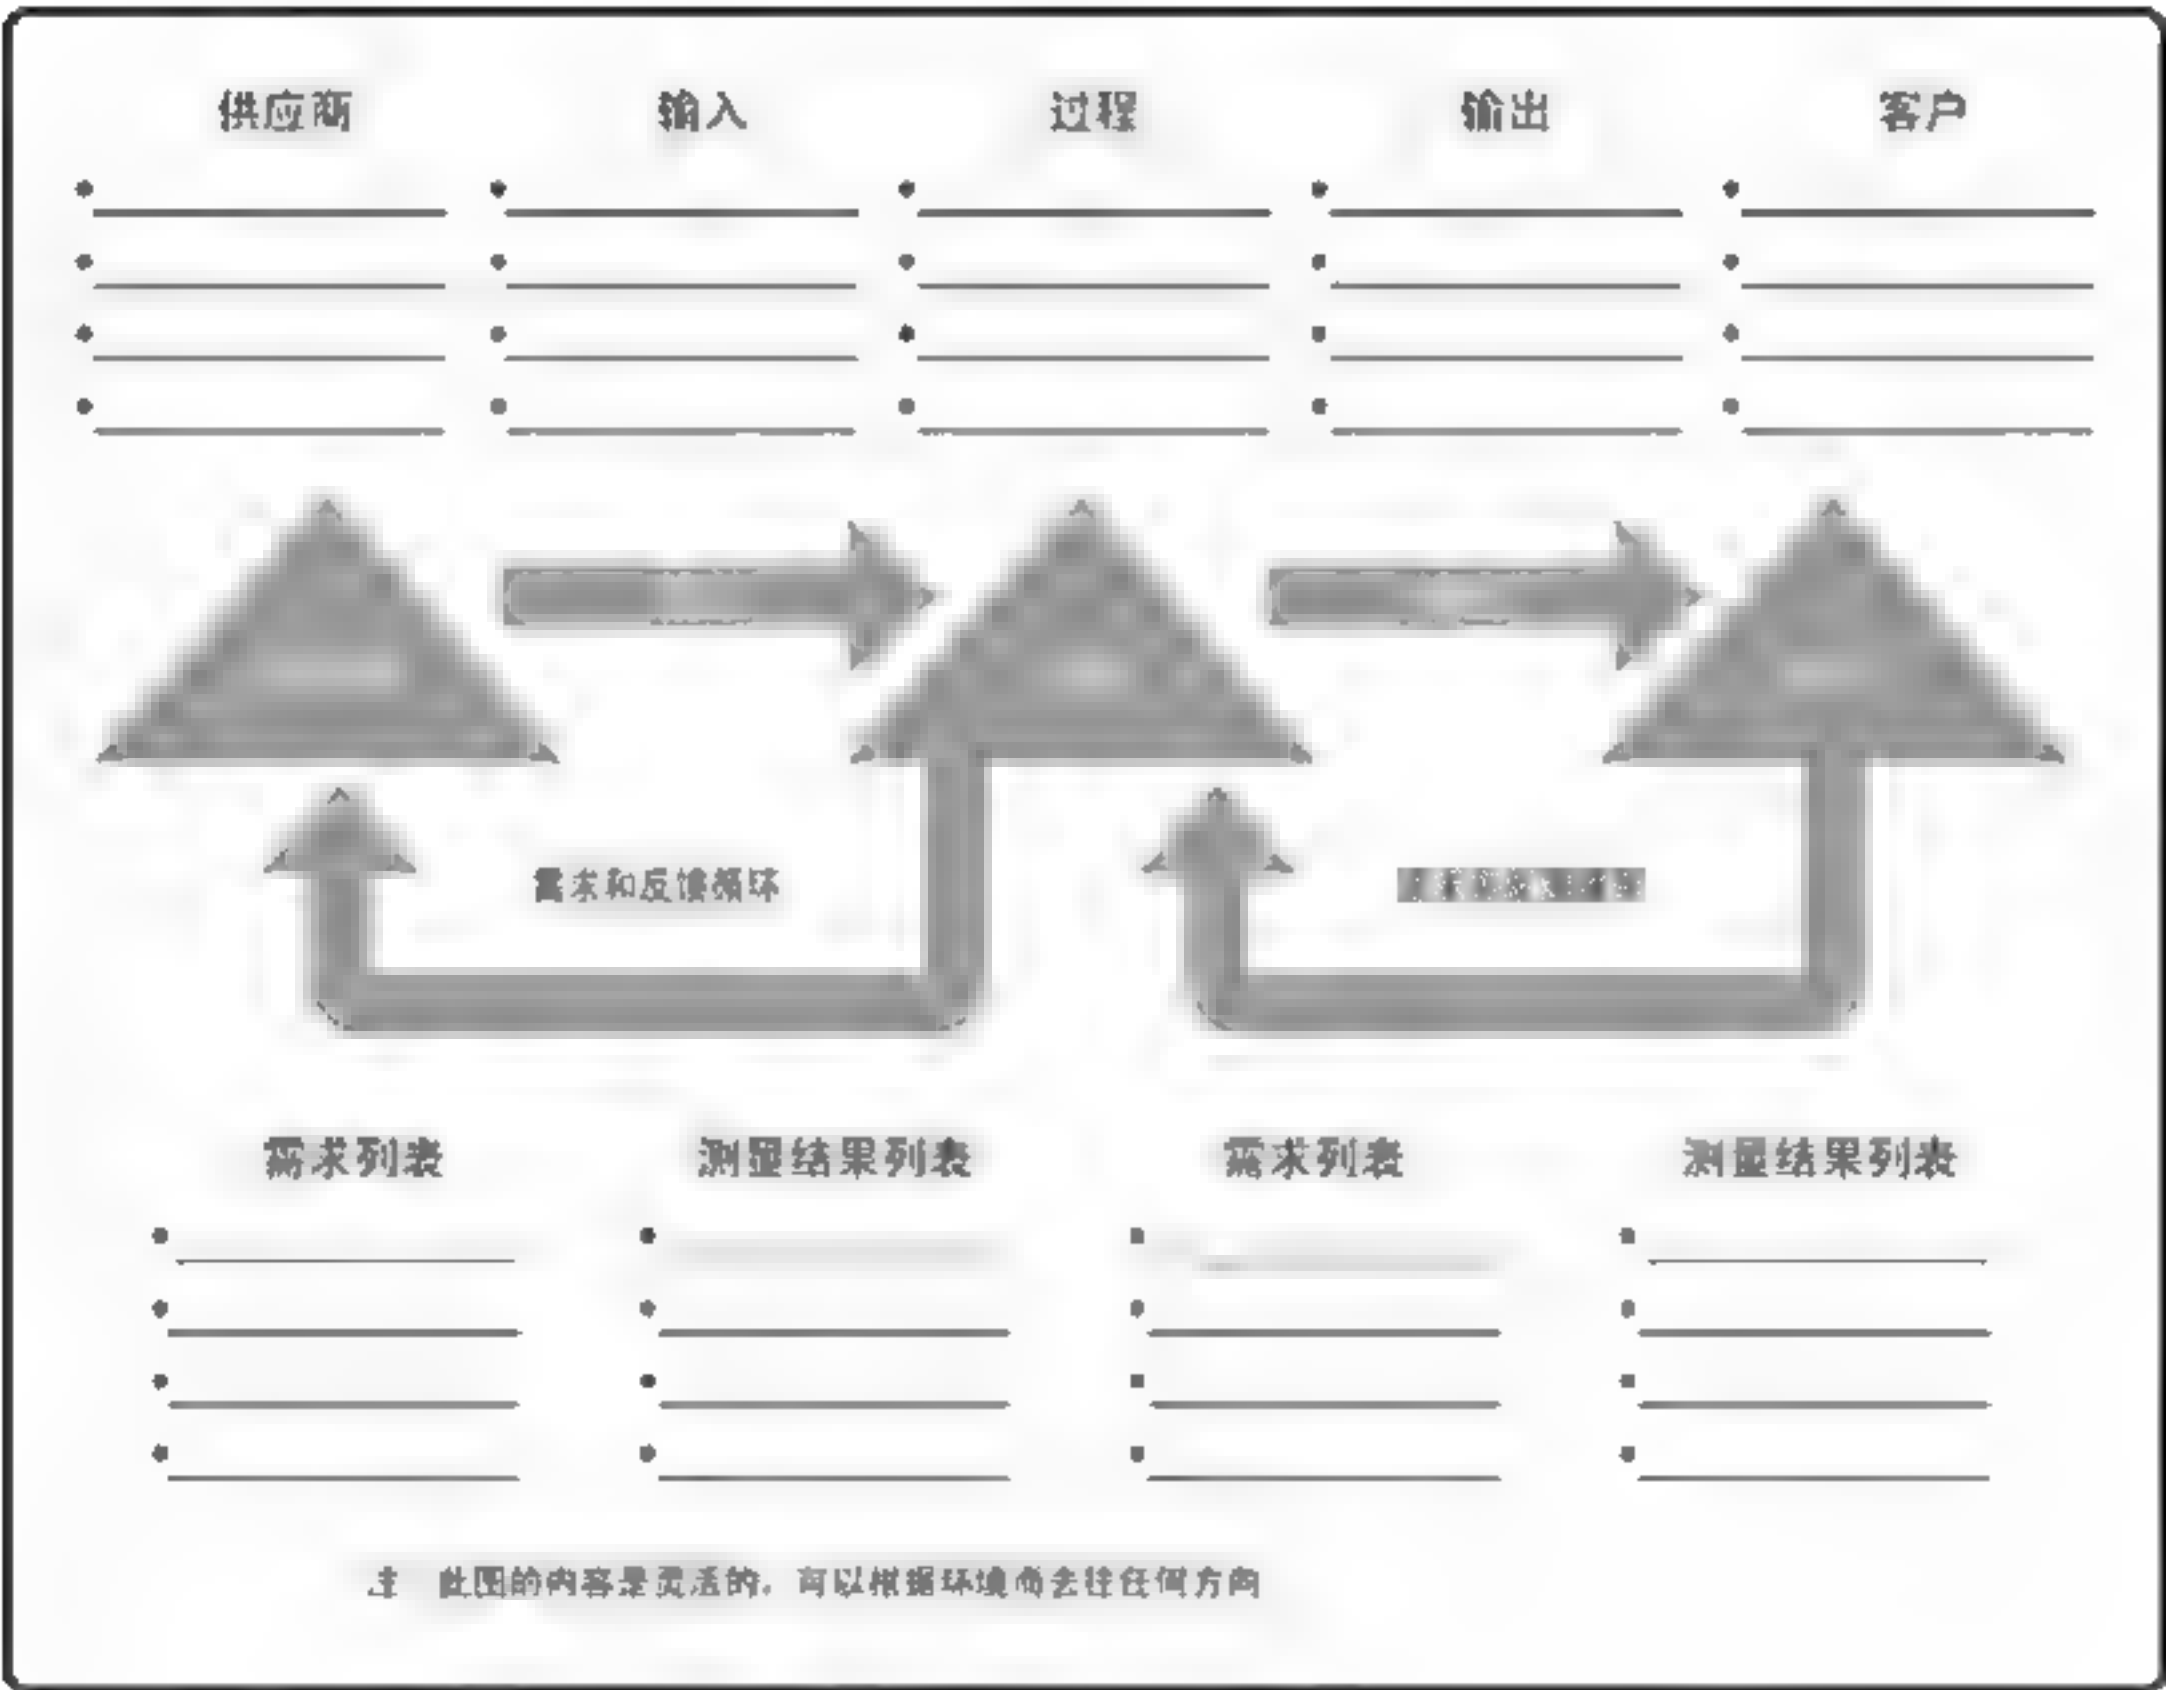 供应商 输入 过程 输出 客户
需求和反馈循环
需求列表 测量结果列表 需求列表 测量结果列表
注 此图的内容是灵活的，可以根据环境而去往任何方向